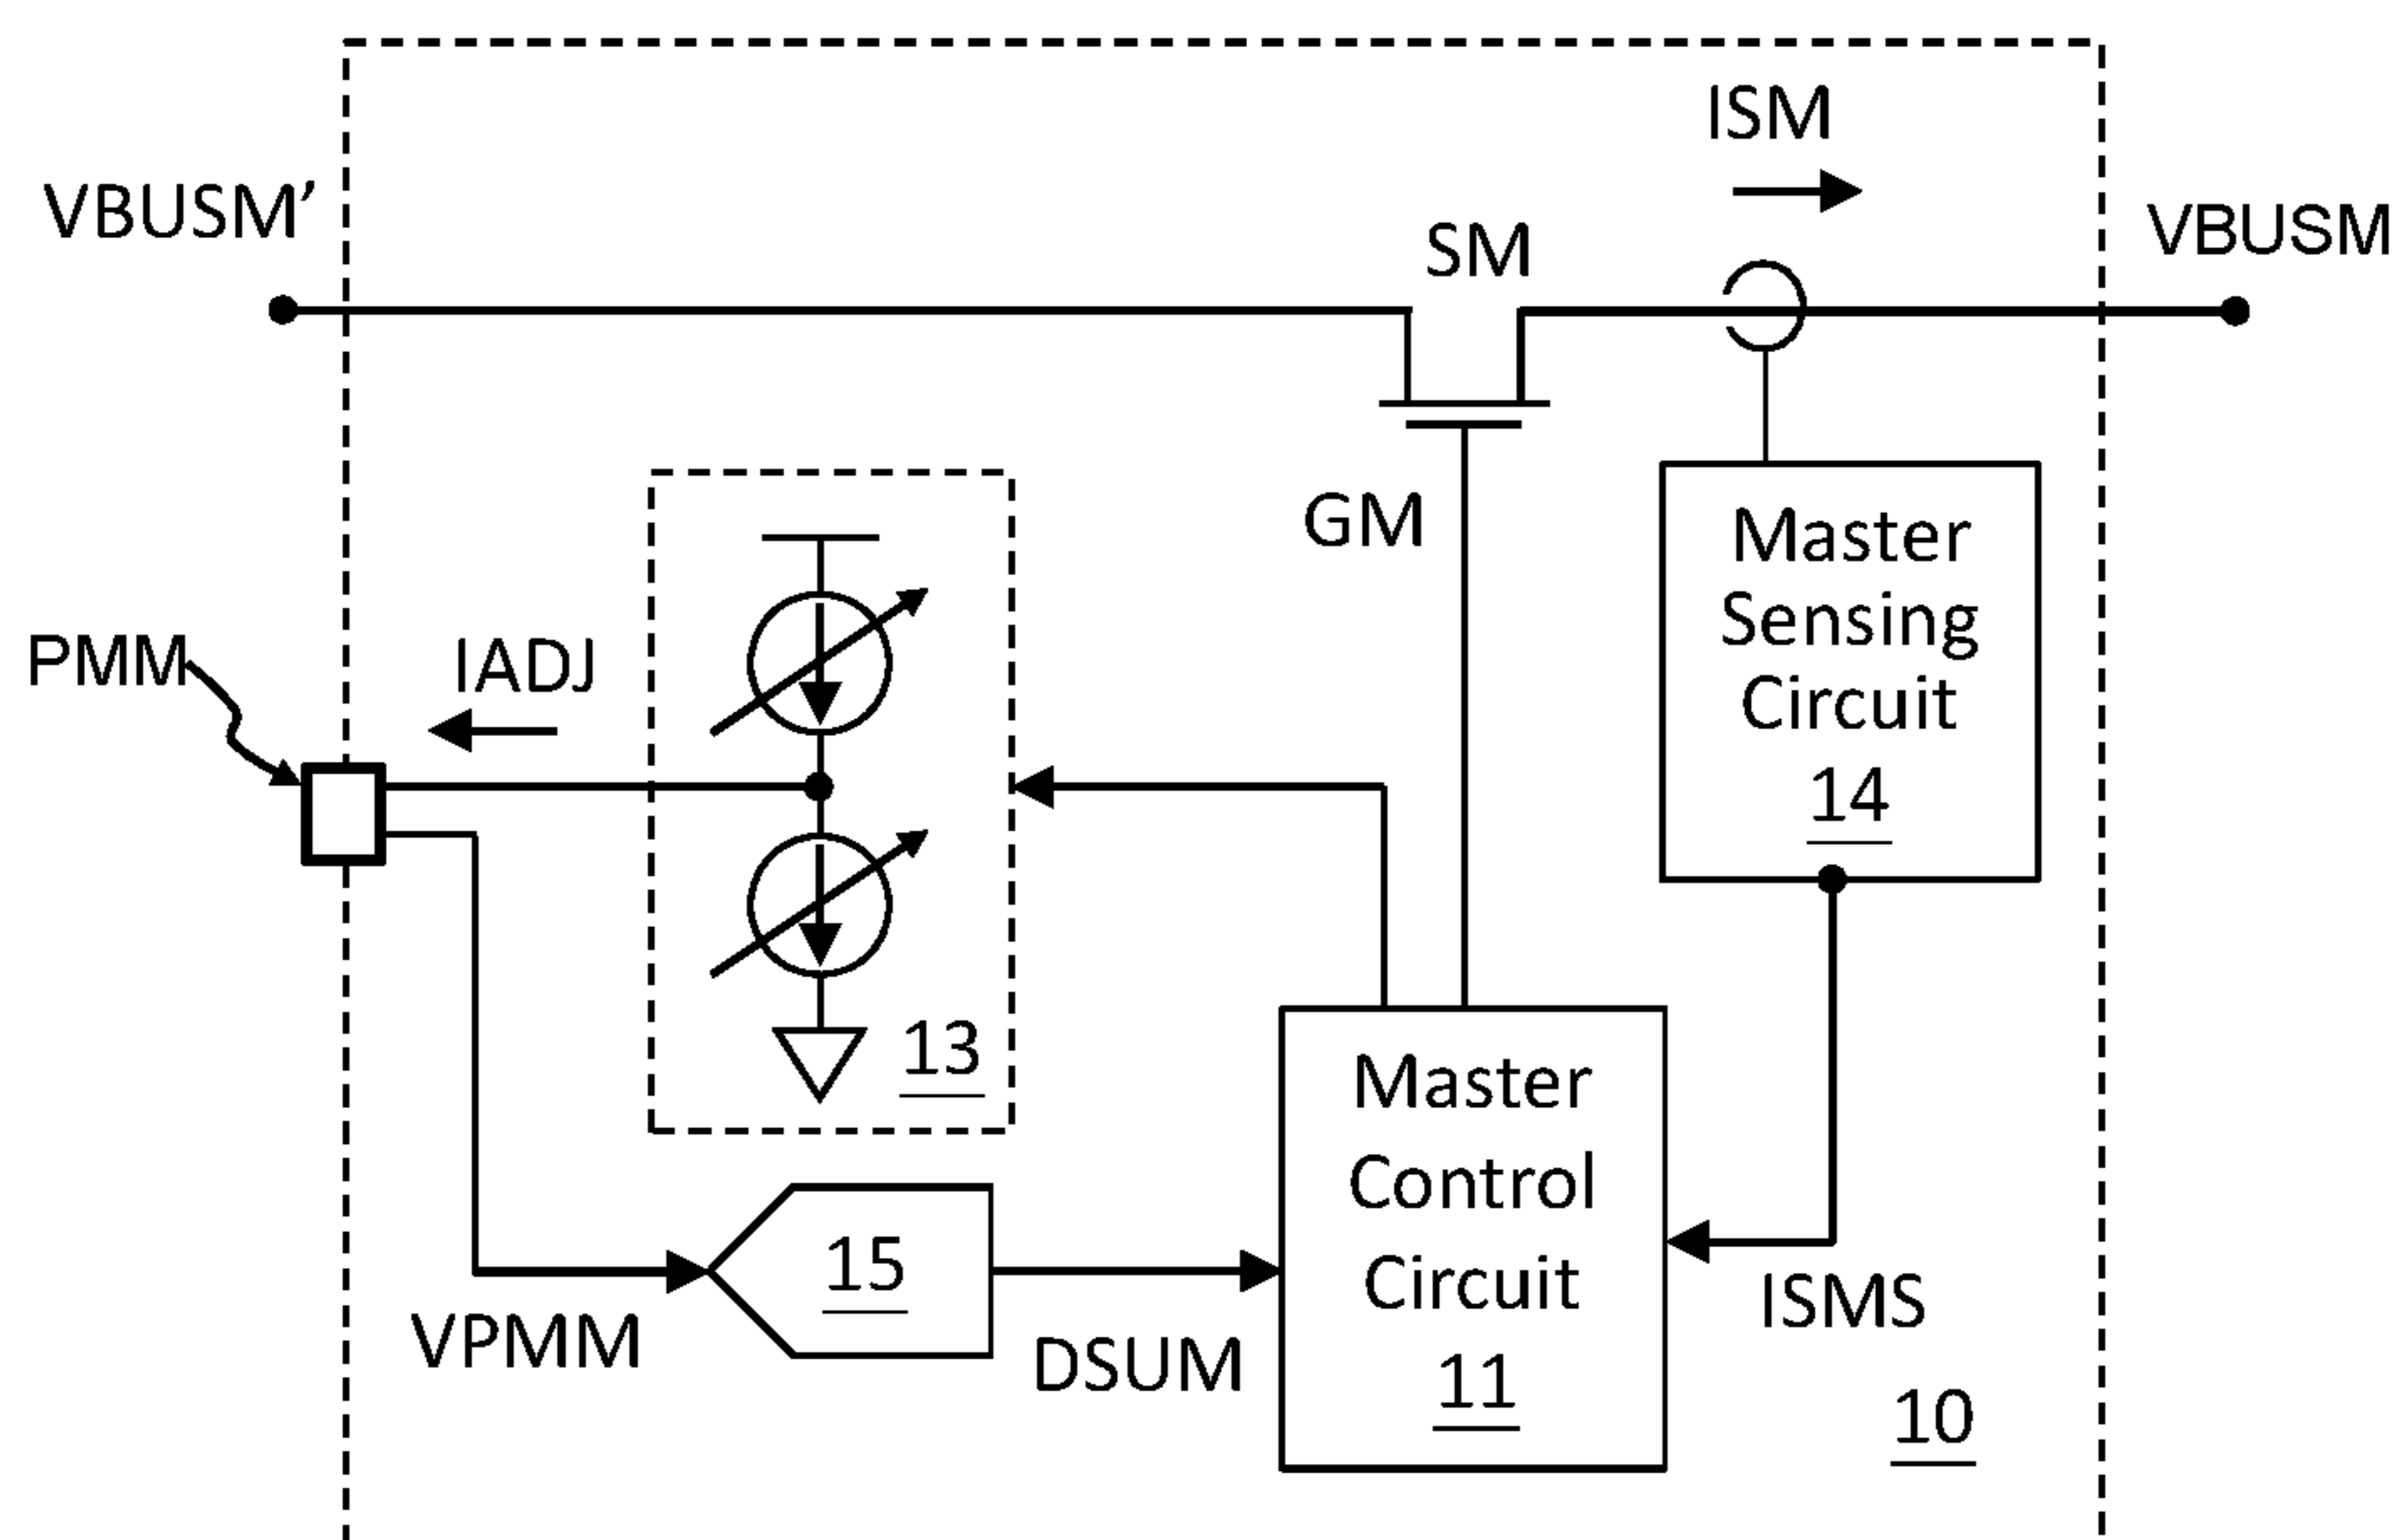 ISM
VBUSM’
SM
VBUSM
GM
Master
Sensing
Circuit
14
PMM
IADJ
13
Master
Control
Circuit
11
15
VPMM
DSUM
ISMS
10